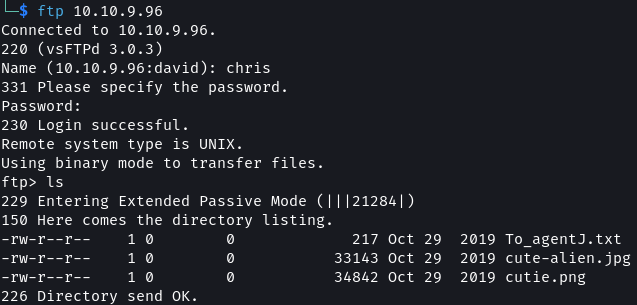 └─$ ftp 10.10.9.96
Connected to 10.10.9.96.
220 (vsFTPd 3.0.3)
Name (10.10.9.96:david): chris
331 Please specify the password.
Password:
230 Login successful.
Remote system type is UNIX.
Using binary mode to transfer files.
ftp> ls
229 Entering Extended Passive Mode (|||21284|)
150 Here comes the directory listing.
-rw-r--r--    1 0        0             217 Oct 29  2019 To_agentJ.txt
-rw-r--r--    1 0        0           33143 Oct 29  2019 cute-alien.jpg
-rw-r--r--    1 0        0           34842 Oct 29  2019 cutie.png
226 Directory send OK.